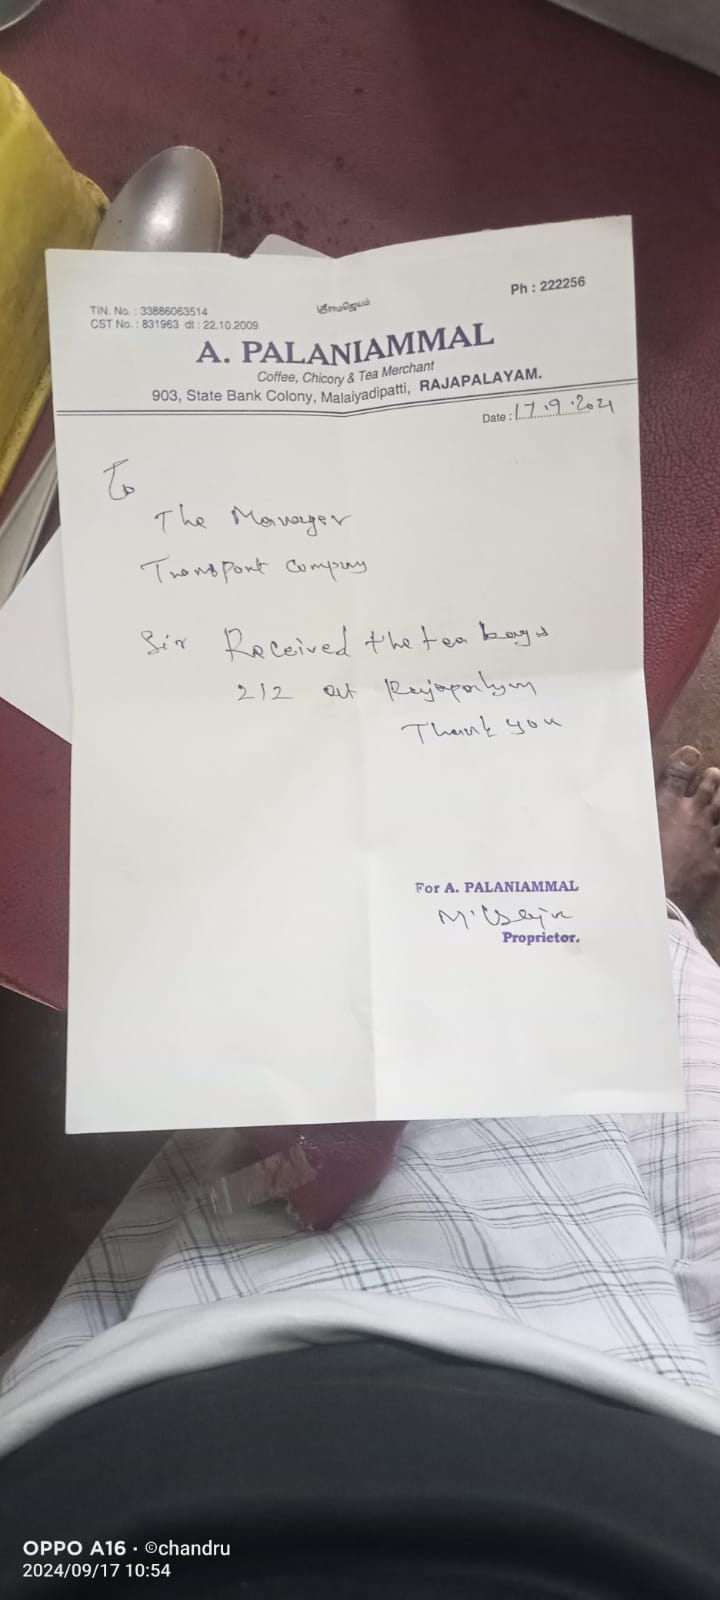 TIN. No. : 33886063514
CST No. : 831963 dt : 22.10.2009
ஸ்ரீராமஜெயம்
Ph : 222256
A. PALANIAMMAL
Coffee, Chicory & Tea Merchant
903, State Bank Colony, Malaiyadipatti, RAJAPALAYAM.
Date : 17.9.2024
To
The Manager
Transport company
Sir Received the tea bags
212 at Rajapalym
Thank you
For A. PALANIAMMAL
Proprietor.
OPPO A16 · ©chandru
2024/09/17 10:54